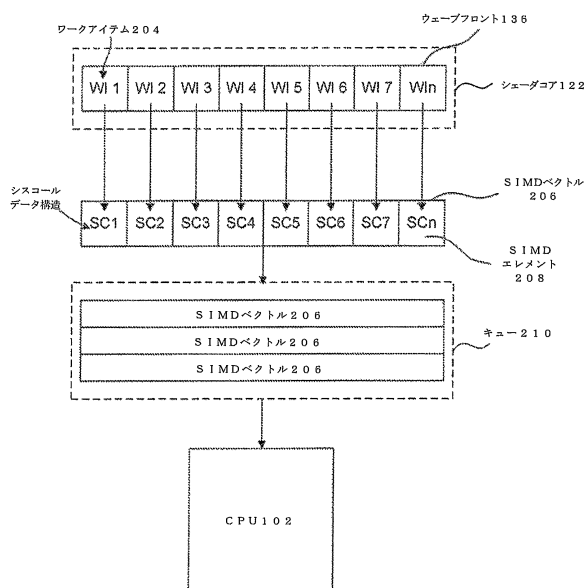 ワークアイテム204
ウェーブフロント136
WI 1 WI 2 WI 3 WI 4 WI 5 WI 6 WI 7 WIn
シェーダコア122
シスコール
データ構造
SIMDベクトル
206
SC1 SC2 SC3 SC4 SC5 SC6 SC7 SCn
SIMD
エレメント
208
SIMDベクトル206
SIMDベクトル206
SIMDベクトル206
キュー210
CPU102